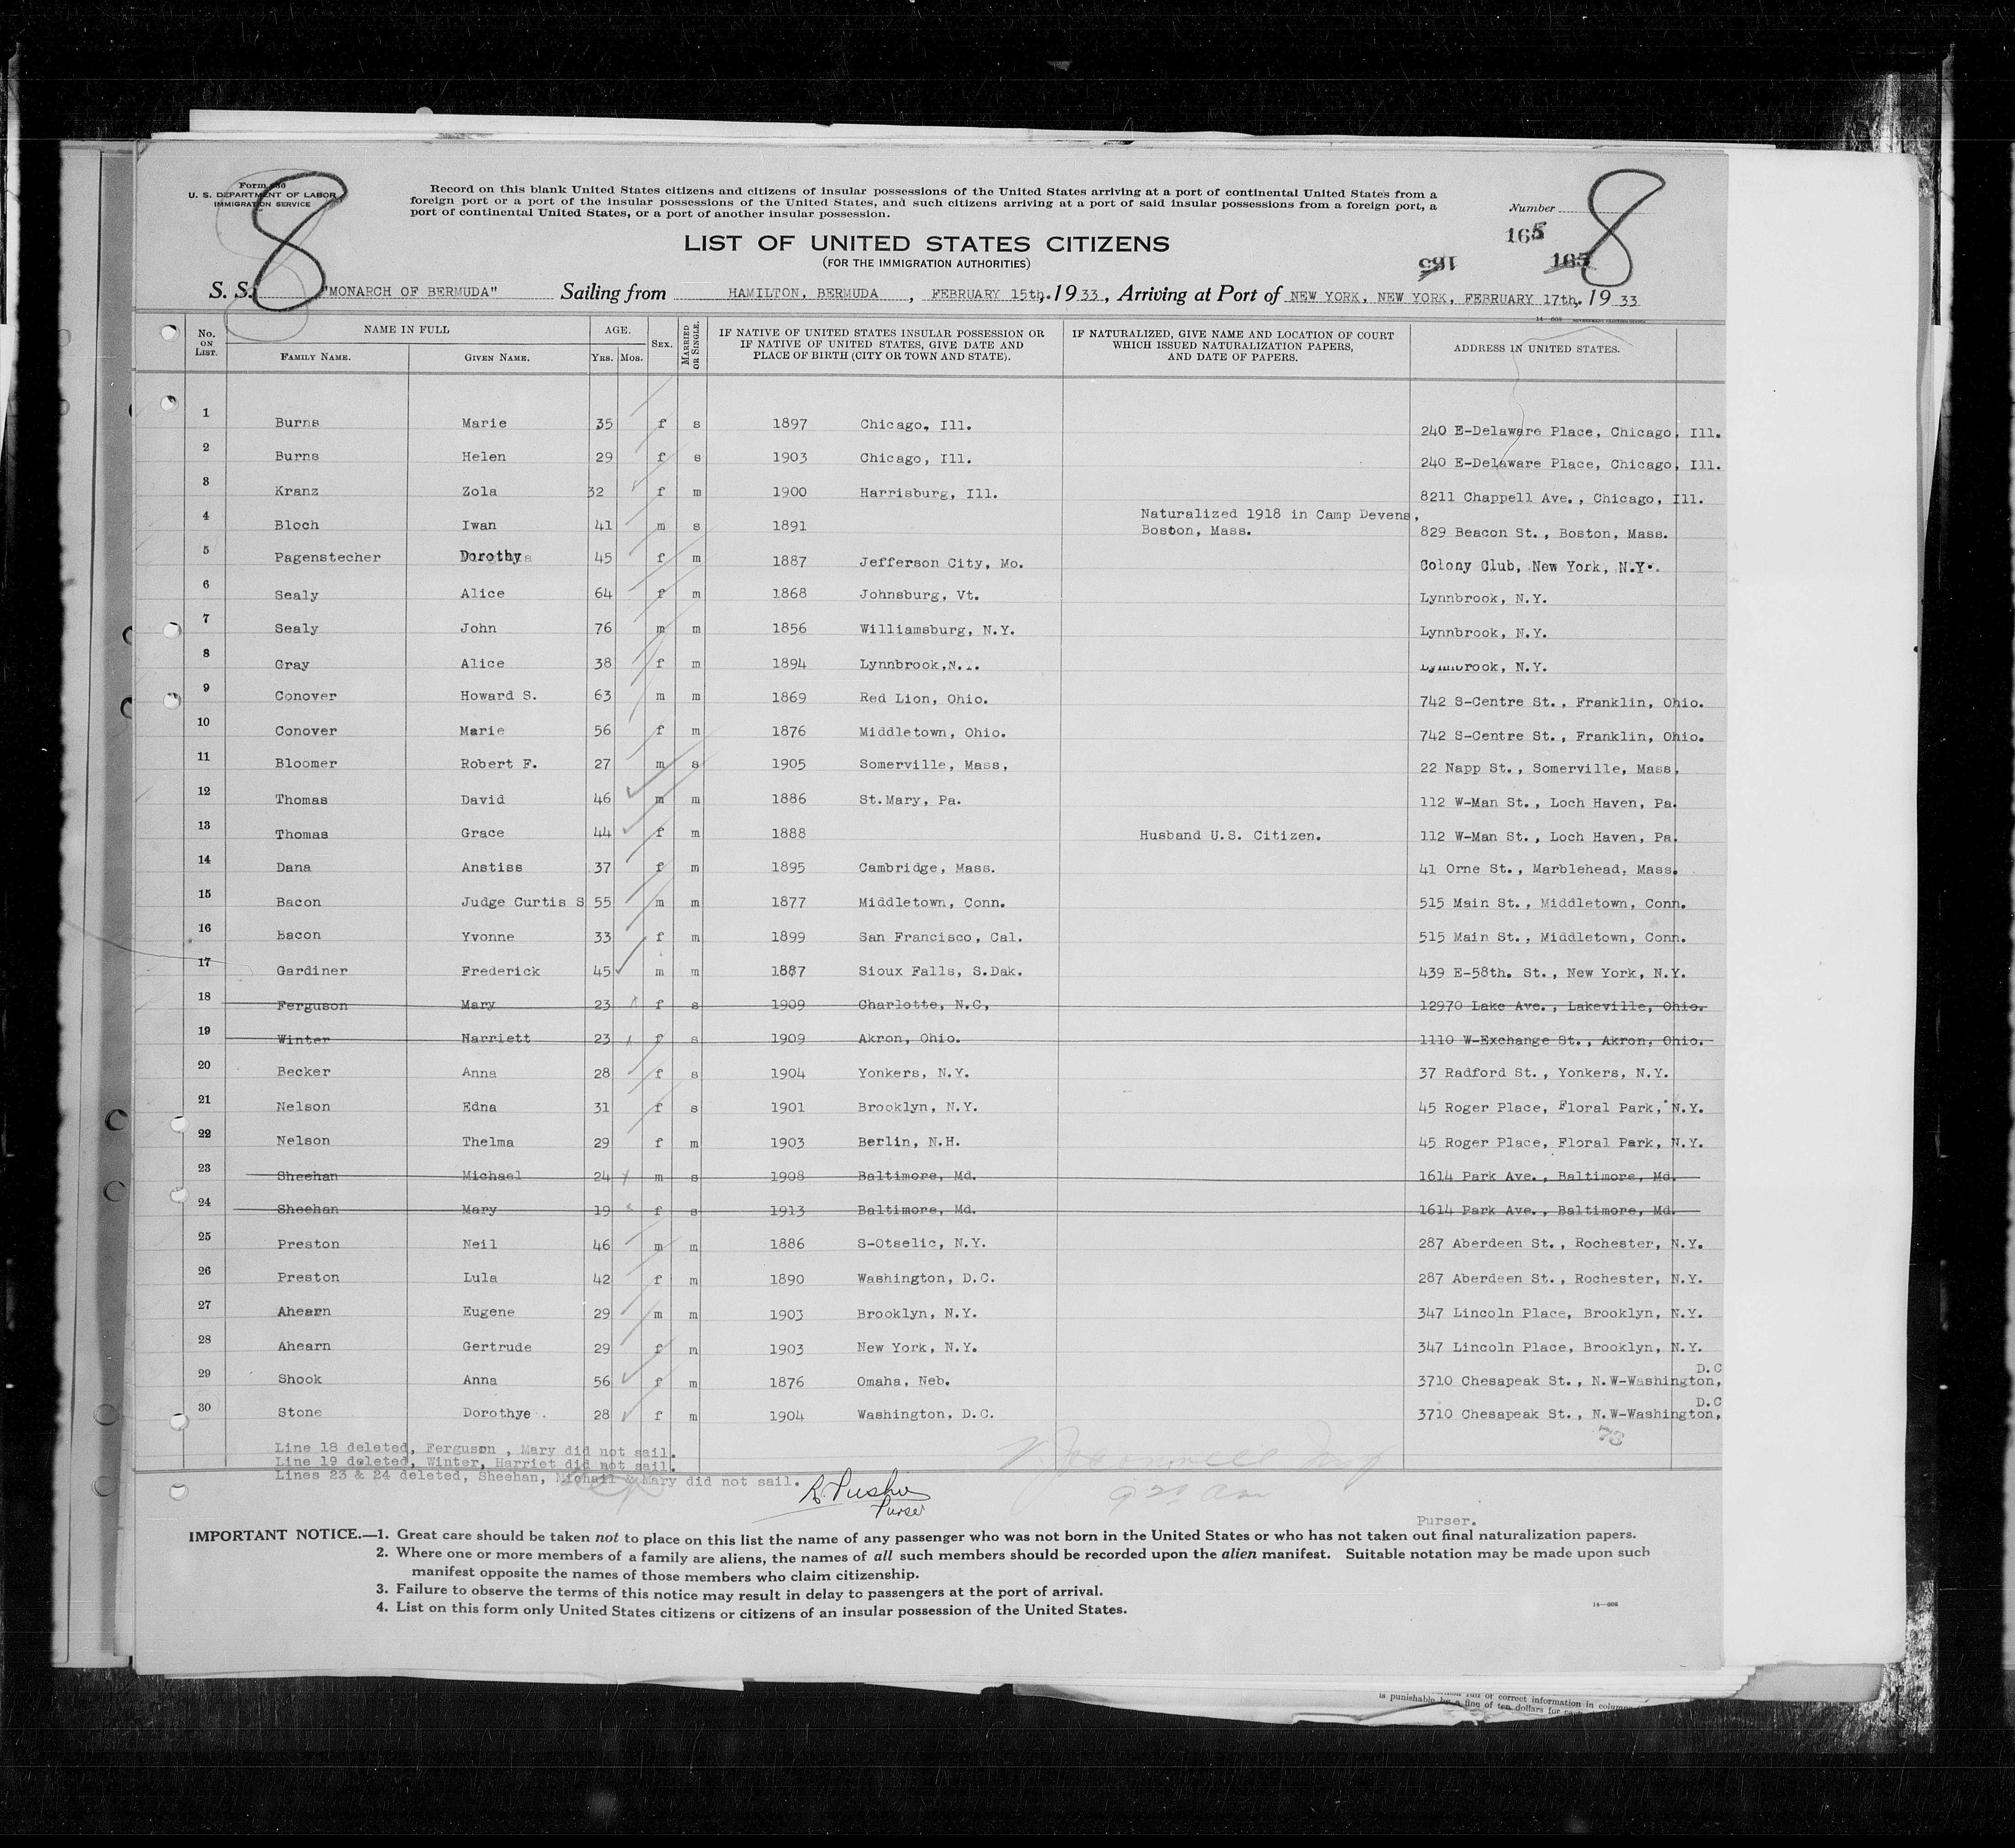 8
8
Form 630
U. S. DEPARTMENT OF LABOR
IMMIGRATION SERVICE
Record on this blank United States citizens and citizens of insular possessions of the United States arriving at a port of continental United States from a
foreign port or a port of the insular possessions of the United States, and such citizens arriving at a port of said insular possessions from a foreign port, a
port of continental United States, or a port of another insular possession.
Number
165
165
165
LIST OF UNITED STATES CITIZENS
(FOR THE IMMIGRATION AUTHORITIES)
S. S. "MONARCH OF BERMUDA" Sailing from HAMILTON, BERMUDA, FEBRUARY 15th, 1933, Arriving at Port of NEW YORK, NEW YORK, FEBRUARY 17th, 1933
No. ON LIST. NAME IN FULL FAMILY NAME. GIVEN NAME. AGE. YRS. MOS. SEX. MARRIED OR SINGLE. IF NATIVE OF UNITED STATES INSULAR POSSESSION OR IF NATIVE OF UNITED STATES, GIVE DATE AND PLACE OF BIRTH (CITY OR TOWN AND STATE). IF NATURALIZED, GIVE NAME AND LOCATION OF COURT WHICH ISSUED NATURALIZATION PAPERS, AND DATE OF PAPERS. ADDRESS IN UNITED STATES.
1 Burns Marie 35 f s 1897 Chicago, Ill. 240 E-Delaware Place, Chicago, Ill.
2 Burns Helen 29 f s 1903 Chicago, Ill. 240 E-Delaware Place, Chicago, Ill.
3 Kranz Zola 32 f m 1900 Harrisburg, Ill. 8211 Chappell Ave., Chicago, Ill.
4 Bloch Iwan 41 m s 1891 Naturalized 1918 in Camp Devens, Boston, Mass. 829 Beacon St., Boston, Mass.
5 Pagenstecher Dorothy 45 f m 1887 Jefferson City, Mo. Colony Club, New York, N.Y.
6 Sealy Alice 64 f m 1868 Johnsburg, Vt. Lynnbrook, N.Y.
7 Sealy John 76 m m 1856 Williamsburg, N.Y. Lynnbrook, N.Y.
8 Gray Alice 38 f m 1894 Lynnbrook,N.Y. Lynnbrook, N.Y.
9 Conover Howard S. 63 m m 1869 Red Lion, Ohio. 742 S-Centre St., Franklin, Ohio.
10 Conover Marie 56 f m 1876 Middletown, Ohio. 742 S-Centre St., Franklin, Ohio.
11 Bloomer Robert F. 27 m s 1905 Somerville, Mass, 22 Napp St., Somerville, Mass.
12 Thomas David 46 m m 1886 St.Mary, Pa. 112 W-Man St., Loch Haven, Pa.
13 Thomas Grace 44 f m 1888 Husband U.S. Citizen. 112 W-Man St., Loch Haven, Pa.
14 Dana Anstiss 37 f m 1895 Cambridge, Mass. 41 Orne St., Marblehead, Mass.
15 Bacon Judge Curtis S 55 m m 1877 Middletown, Conn. 515 Main St., Middletown, Conn.
16 Bacon Yvonne 33 f m 1899 San Francisco, Cal. 515 Main St., Middletown, Conn.
17 Gardiner Frederick 45 m m 1887 Sioux Falls, S.Dak. 439 E-58th. St., New York, N.Y.
18 Ferguson Mary 23 f s 1909 Charlotte, N.C, 12970 Lake Ave., Lakeville, Ohio.
19 Winter Harriett 23 f s 1909 Akron, Ohio. 1110 W-Exchange St., Akron, Ohio.
20 Becker Anna 28 f s 1904 Yonkers, N.Y. 37 Radford St., Yonkers, N.Y.
21 Nelson Edna 31 f s 1901 Brooklyn, N.Y. 45 Roger Place, Floral Park, N.Y.
22 Nelson Thelma 29 f m 1903 Berlin, N.H. 45 Roger Place, Floral Park, N.Y.
23 Sheehan Michael 24 m s 1908 Baltimore, Md. 1614 Park Ave., Baltimore, Md.
24 Sheehan Mary 19 f s 1913 Baltimore, Md. 1614 Park Ave., Baltimore, Md.
25 Preston Neil 46 m m 1886 S-Otselic, N.Y. 287 Aberdeen St., Rochester, N.Y.
26 Preston Lula 42 f m 1890 Washington, D.C. 287 Aberdeen St., Rochester, N.Y.
27 Ahearn Eugene 29 m m 1903 Brooklyn, N.Y. 347 Lincoln Place, Brooklyn, N.Y.
28 Ahearn Gertrude 29 f m 1903 New York, N.Y. 347 Lincoln Place, Brooklyn, N.Y.
29 Shook Anna 56 f m 1876 Omaha, Neb. 3710 Chesapeak St., N.W-Washington, D.C
30 Stone Dorothye. 28 f m 1904 Washington, D.C. 3710 Chesapeak St., N.W-Washington, D.C
Line 18 deleted, Ferguson , Mary did not sail.
Line 19 deleted, Winter, Harriet did not sail.
Lines 23 & 24 deleted, Sheehan, Michail & Mary did not sail.
Purser
Purser.
IMPORTANT NOTICE.—1. Great care should be taken not to place on this list the name of any passenger who was not born in the United States or who has not taken out final naturalization papers.
2. Where one or more members of a family are aliens, the names of all such members should be recorded upon the alien manifest. Suitable notation may be made upon such
manifest opposite the names of those members who claim citizenship.
3. Failure to observe the terms of this notice may result in delay to passengers at the port of arrival.
4. List on this form only United States citizens or citizens of an insular possession of the United States.
14—608
or correct information in
is punishable by a fine of ten dollars for